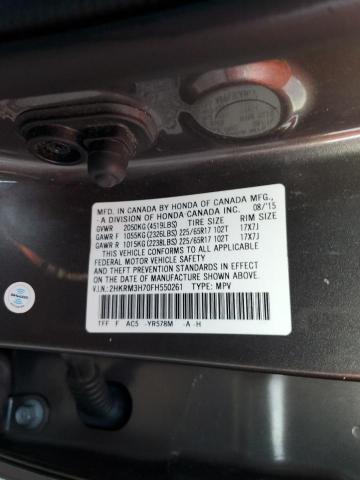 MFD. IN CANADA BY HONDA OF CANADA MFG.,
-A DIVISION OF HONDA CANADA INC. 08/15
GVWR 2050KG (4519LBS) TIRE SIZE RIM SIZE
GAWR F 1055KG (2326LBS) 225/65R17 102T 17X7J
GAWR R 1015KG (2238LBS) 225/65R17 102T 17X7J
THIS VEHICLE CONFORMS TO ALL APPLICABLE
FEDERAL MOTOR VEHICLE SAFETY
AND THEFT PREVENTION STANDARDS IN EFFECT
ON THE DATE OF MANUFACTURE SHOWN ABOVE.
V.I.N.: 2HKRM3H70FH550261 TYPE: MPV
TFF F AC5 -YR578M -A -H